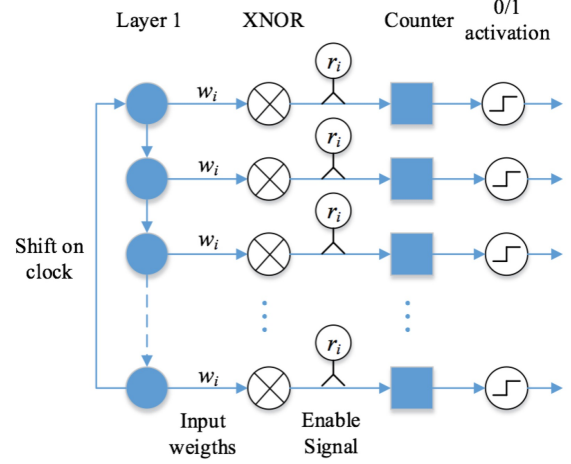 Layer 1
XNOR
Counter
0/1
activation
r_i
w_i
r_i
w_i
r_i
w_i
Shift on
clock
r_i
w_i
Input
weigths
Enable
Signal